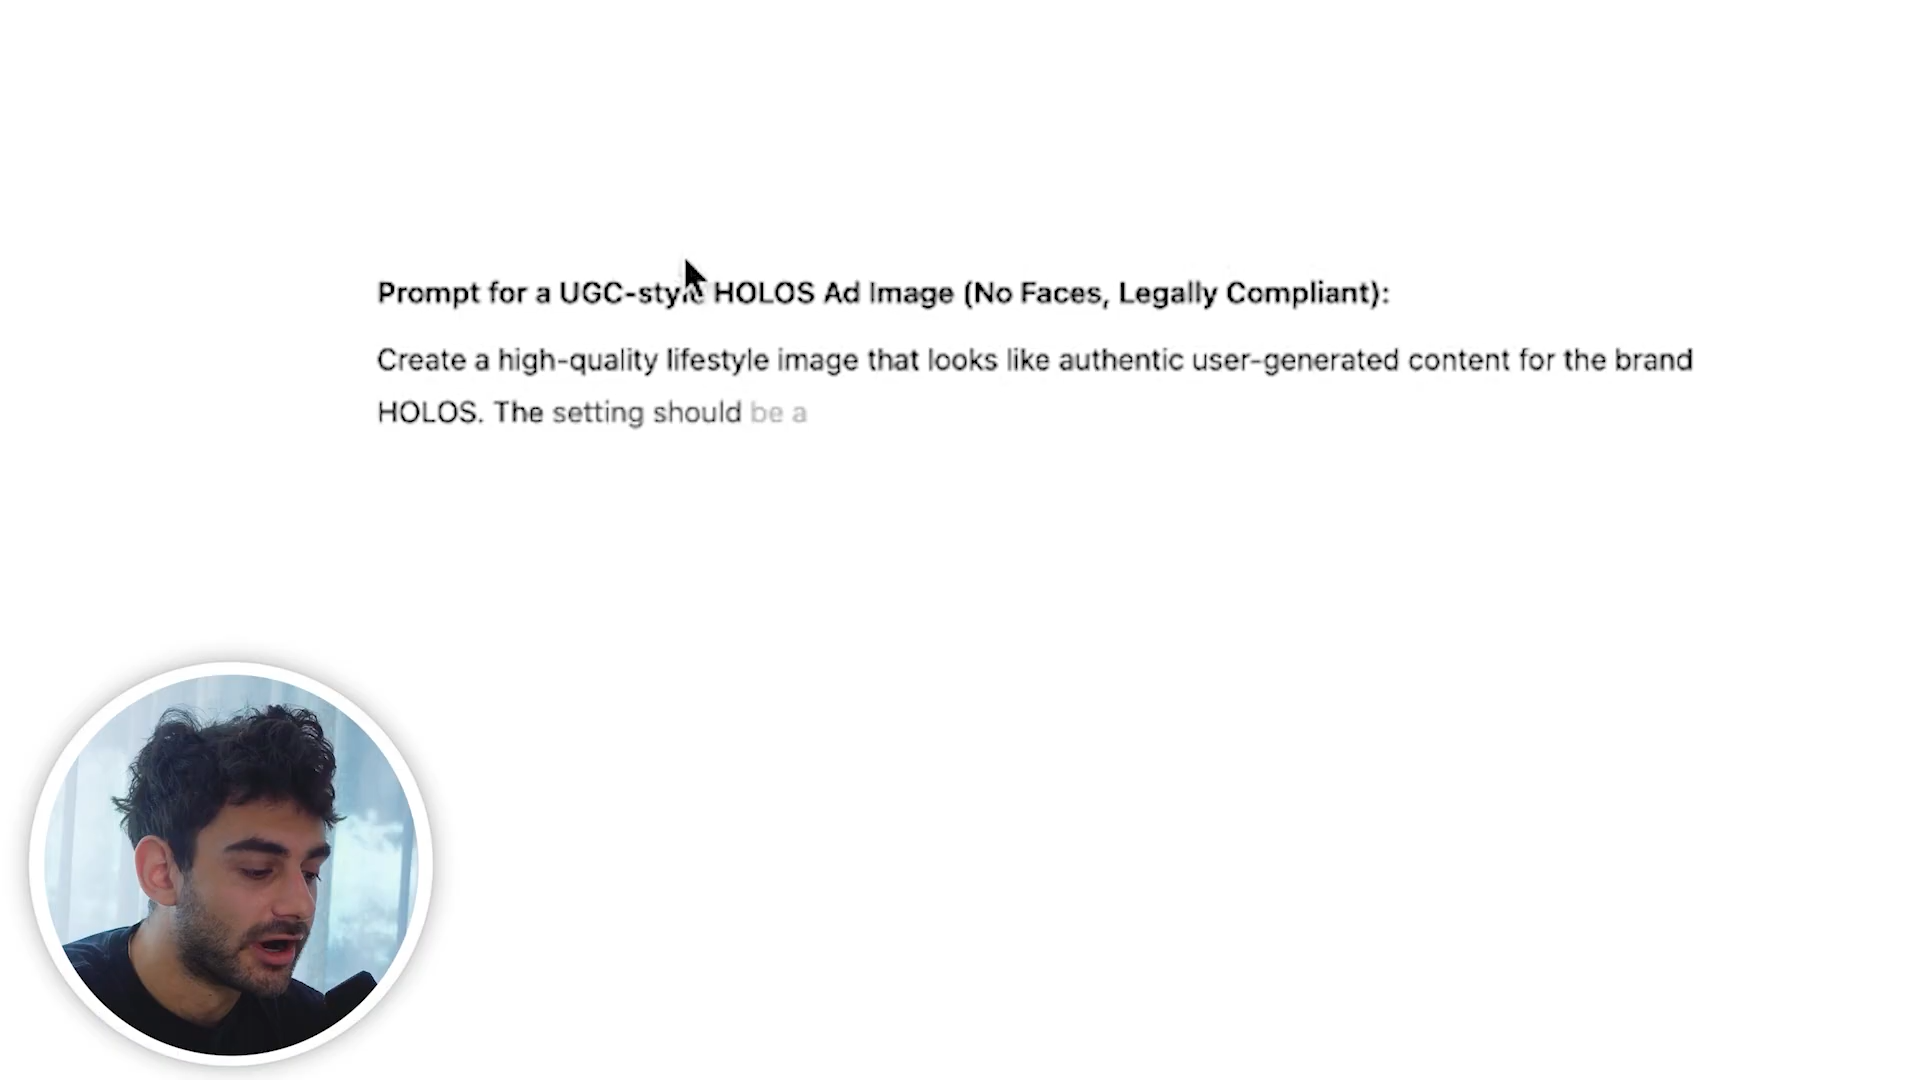 Prompt for a UGC-style HOLOS Ad Image (No Faces, Legally Compliant):
Create a high-quality lifestyle image that looks like authentic user-generated content for the brand
HOLOS. The setting should be a